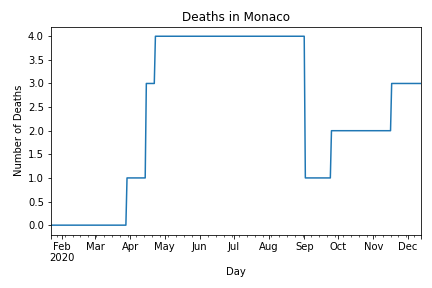 Deaths in Monaco
4.0
3.5
3.0
2.5
2.0
1.5
1.0
0.5
0.0
Number of Deaths
Feb Mar Apr May Jun Jul Aug Sep Oct Nov Dec
2020
Day